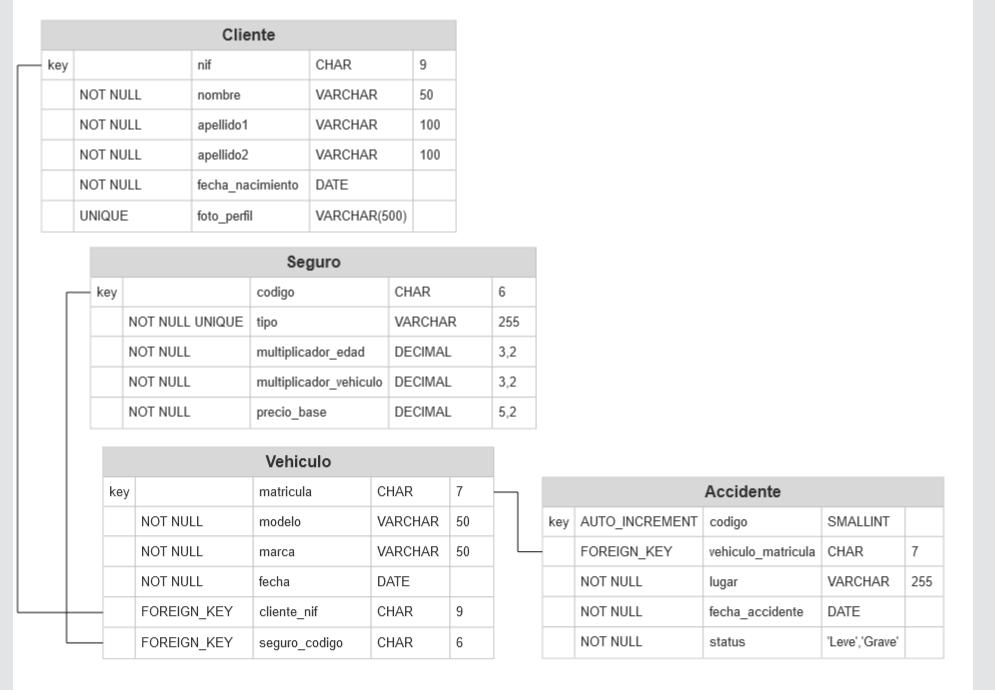 Cliente
key nif CHAR 9
NOT NULL nombre VARCHAR 50
NOT NULL apellido1 VARCHAR 100
NOT NULL apellido2 VARCHAR 100
NOT NULL fecha_nacimiento DATE
UNIQUE foto_perfil VARCHAR(500)
Seguro
key codigo CHAR 6
NOT NULL UNIQUE tipo VARCHAR 255
NOT NULL multiplicador_edad DECIMAL 3,2
NOT NULL multiplicador_vehiculo DECIMAL 3,2
NOT NULL precio_base DECIMAL 5,2
Vehiculo
key matricula CHAR 7
NOT NULL modelo VARCHAR 50
NOT NULL marca VARCHAR 50
NOT NULL fecha DATE
FOREIGN_KEY cliente_nif CHAR 9
FOREIGN_KEY seguro_codigo CHAR 6
Accidente
key AUTO_INCREMENT codigo SMALLINT
FOREIGN_KEY vehiculo_matricula CHAR 7
NOT NULL lugar VARCHAR 255
NOT NULL fecha_accidente DATE
NOT NULL status 'Leve','Grave'